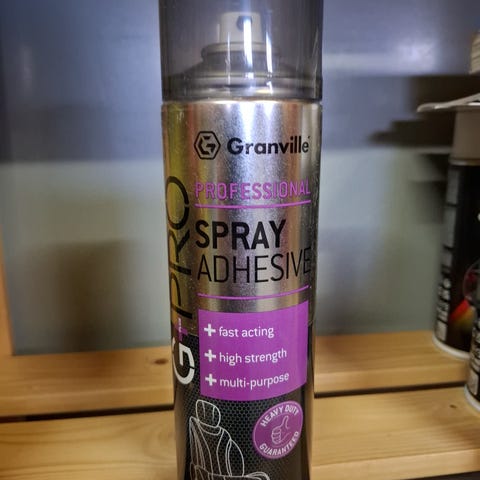 Granville
PROFESSIONAL
SPRAY
ADHESIVE
G+PRO
+ fast acting
+ high strength
+ multi-purpose
HEAVY DUTY
GUARANTEED